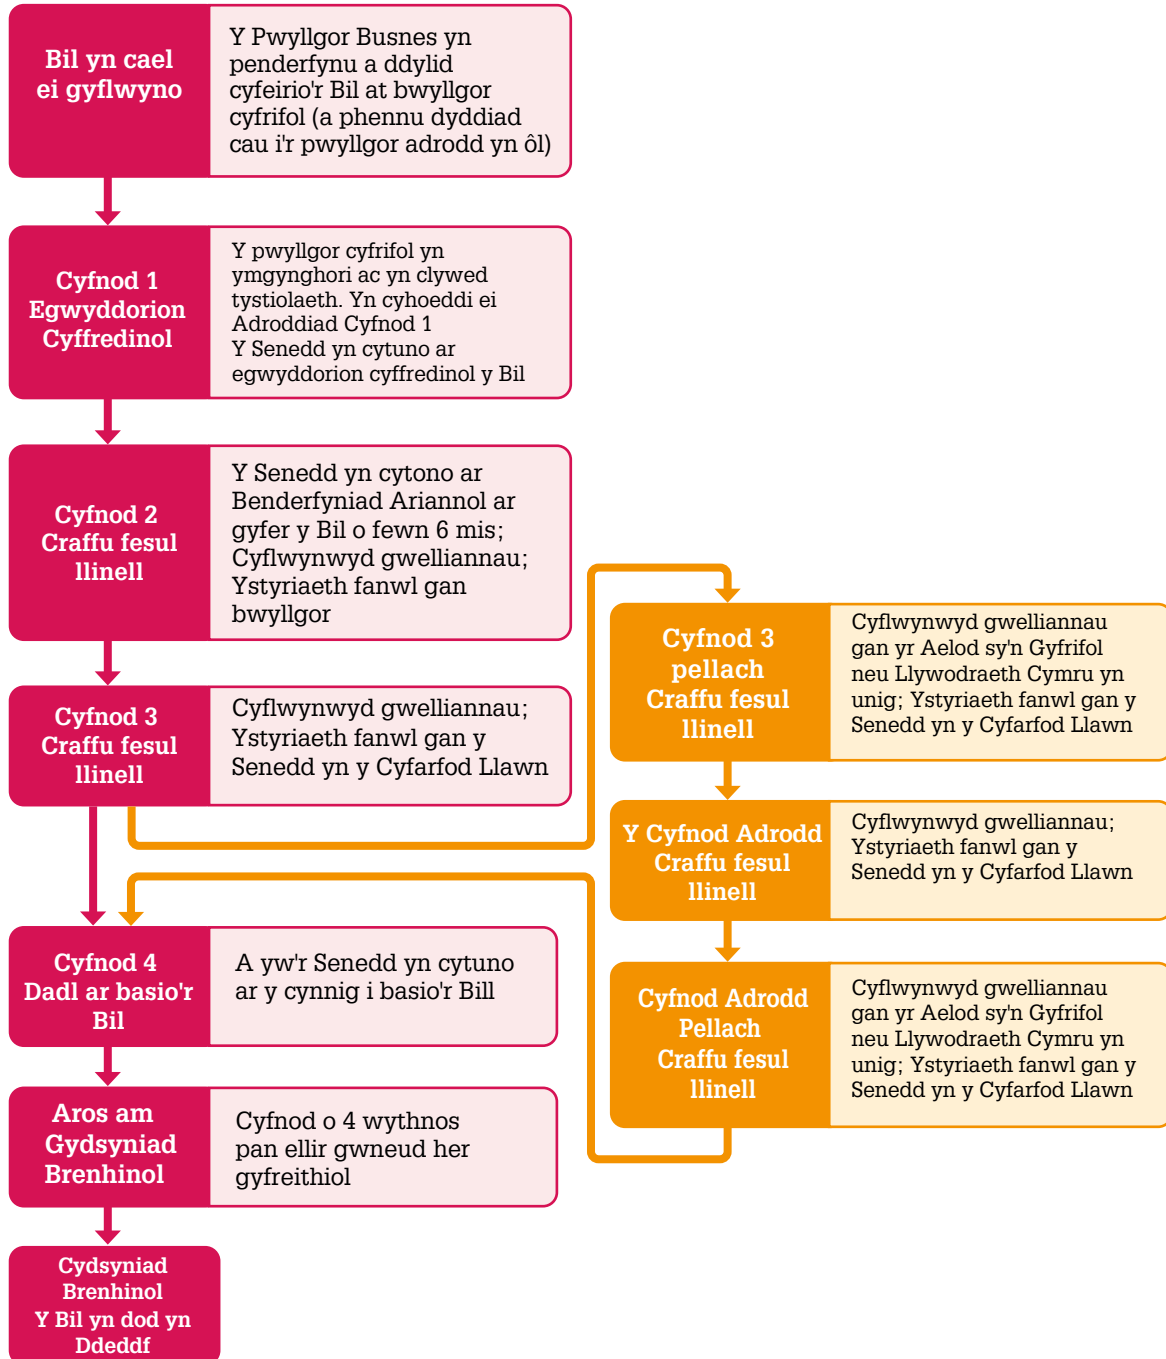 Bil yn cael
ei gyflwyno
Y Pwyllgor Busnes yn
penderfynu a ddylid
cyfeirio'r Bil at bwyllgor
cyfrifol (a phennu dyddiad
cau i'r pwyllgor adrodd yn ôl)
Cyfnod 1
Egwyddorion
Cyffredinol
Y pwyllgor cyfrifol yn
ymgynghori ac yn clywed
tystiolaeth. Yn cyhoeddi ei
Adroddiad Cyfnod 1
Y Senedd yn cytuno ar
egwyddorion cyffredinol y Bil
Cyfnod 2
Craffu fesul
llinell
Y Senedd yn cytono ar
Benderfyniad Ariannol ar
gyfer y Bil o fewn 6 mis;
Cyflwynwyd gwelliannau;
Ystyriaeth fanwl gan
bwyllgor
Cyfnod 3
Craffu fesul
llinell
Cyflwynwyd gwelliannau;
Ystyriaeth fanwl gan y
Senedd yn y Cyfarfod Llawn
Cyfnod 3
pellach
Craffu fesul
llinell
Cyflwynwyd gwelliannau
gan yr Aelod sy'n Gyfrifol
neu Llywodraeth Cymru yn
unig; Ystyriaeth fanwl gan y
Senedd yn y Cyfarfod Llawn
Y Cyfnod Adrodd
Craffu fesul
llinell
Cyflwynwyd gwelliannau;
Ystyriaeth fanwl gan y
Senedd yn y Cyfarfod Llawn
Cyfnod Adrodd
Pellach
Craffu fesul
llinell
Cyflwynwyd gwelliannau
gan yr Aelod sy'n Gyfrifol
neu Llywodraeth Cymru yn
unig; Ystyriaeth fanwl gan y
Senedd yn y Cyfarfod Llawn
Cyfnod 4
Dadl ar basio'r
Bil
A yw'r Senedd yn cytuno
ar y cynnig i basio'r Bill
Aros am
Gydsyniad
Brenhinol
Cyfnod o 4 wythnos
pan ellir gwneud her
gyfreithiol
Cydsyniad
Brenhinol
Y Bil yn dod yn
Ddeddf